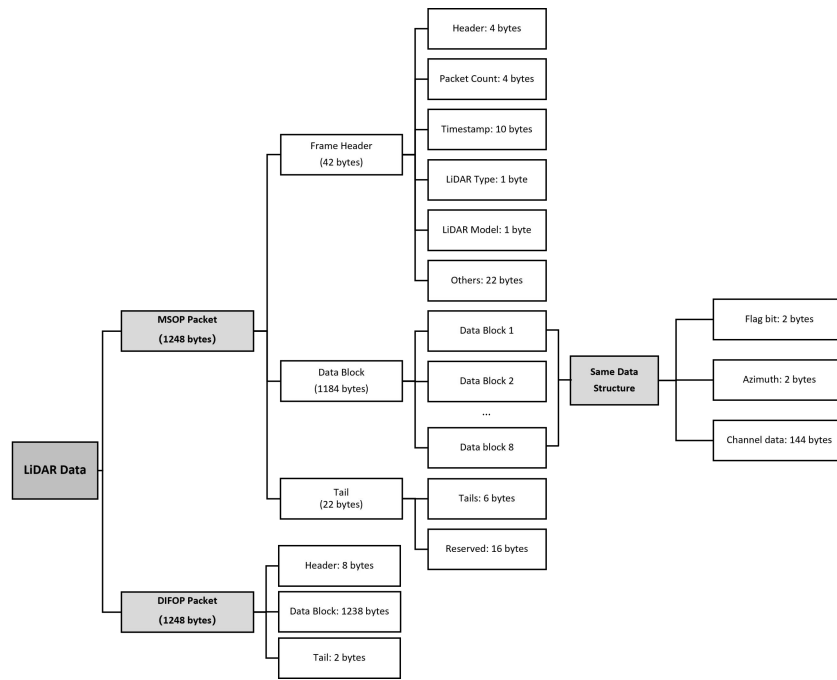 LiDAR Data
MSOP Packet
(1248 bytes)
Frame Header
(42 bytes)
Header: 4 bytes
Packet Count: 4 bytes
Timestamp: 10 bytes
LiDAR Type: 1 byte
LiDAR Model: 1 byte
Others: 22 bytes
Data Block
(1184 bytes)
Data Block 1
Data Block 2
...
Data block 8
Same Data
Structure
Flag bit: 2 bytes
Azimuth: 2 bytes
Channel data: 144 bytes
Tail
(22 bytes)
Tails: 6 bytes
Reserved: 16 bytes
DIFOP Packet
(1248 bytes)
Header: 8 bytes
Data Block: 1238 bytes
Tail: 2 bytes